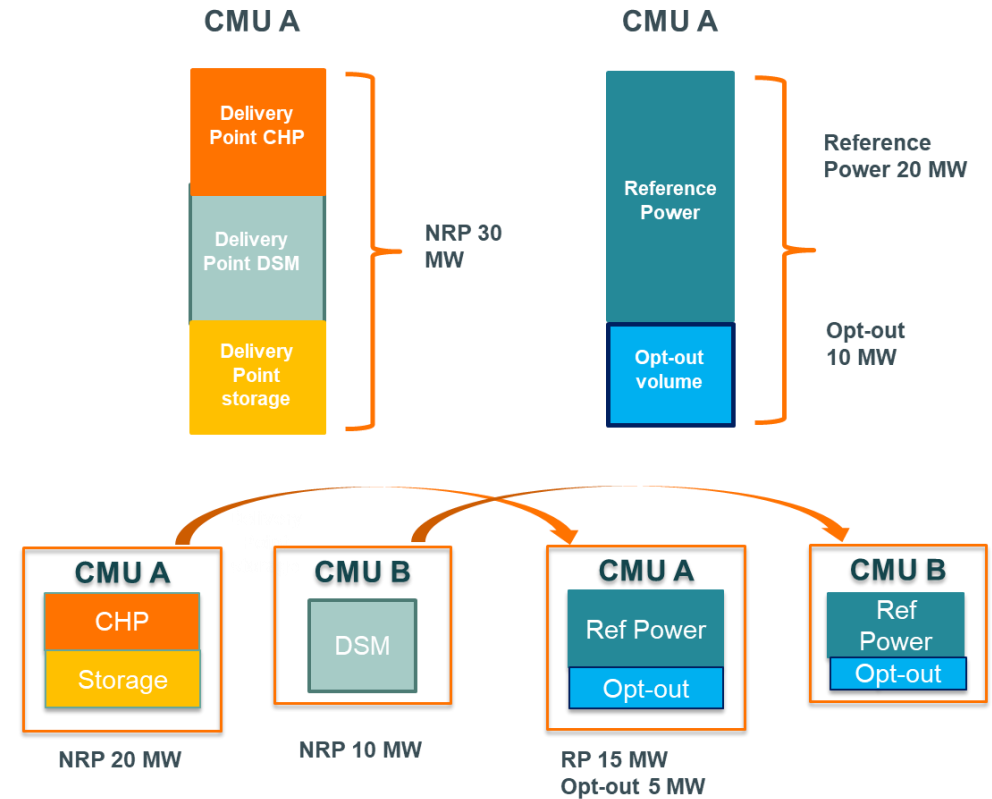 CMU A
Delivery
Point CHP
Delivery
Point DSM
Delivery
Point
storage
NRP 30
MW
CMU A
Reference
Power
Opt-out
volume
Reference
Power 20 MW
Opt-out
10 MW
CMU A
CHP
Storage
NRP 20 MW
CMU B
DSM
NRP 10 MW
CMU A
Ref Power
Opt-out
RP 15 MW
Opt-out 5 MW
CMU B
Ref
Power
Opt-out